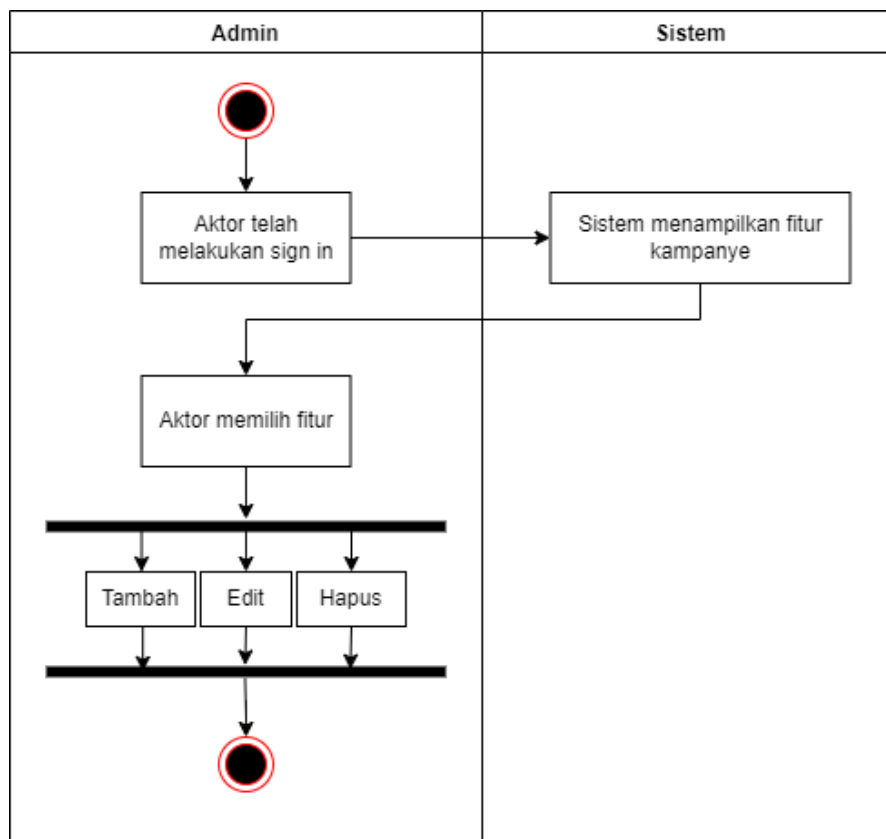 Admin
Sistem
Aktor telah
melakukan sign in
Sistem menampilkan fitur
kampanye
Aktor memilih fitur
Tambah
Edit
Hapus